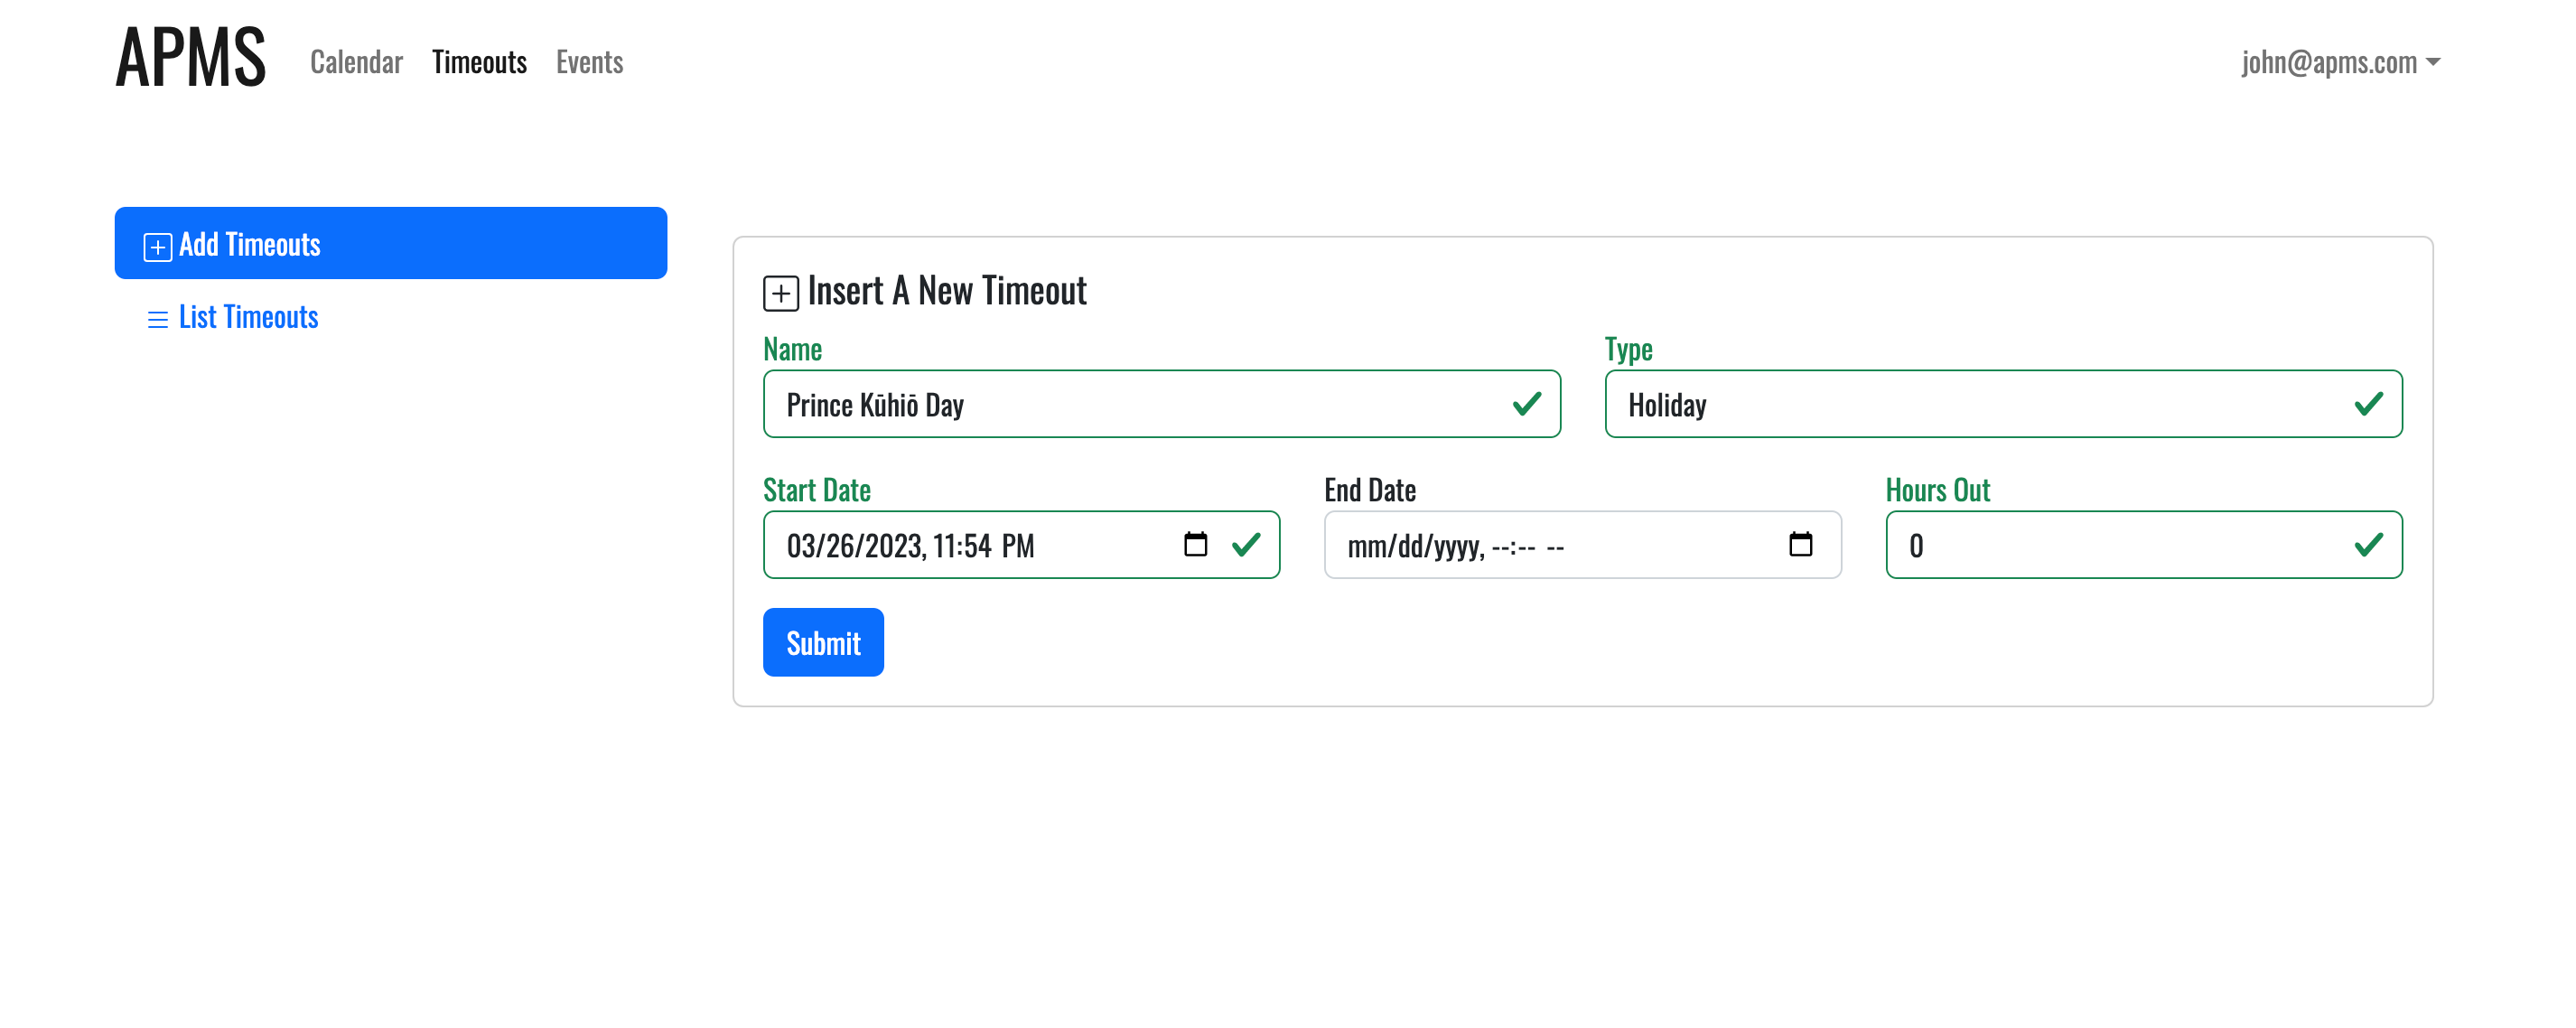 APMS Calendar Timeouts Events john@apms.com
Add Timeouts
List Timeouts
Insert A New Timeout
Name Type
Prince Kūhiō Day Holiday
Start Date End Date Hours Out
03/26/2023, 11:54 PM mm/dd/yyyy, --:-- -- 0
Submit